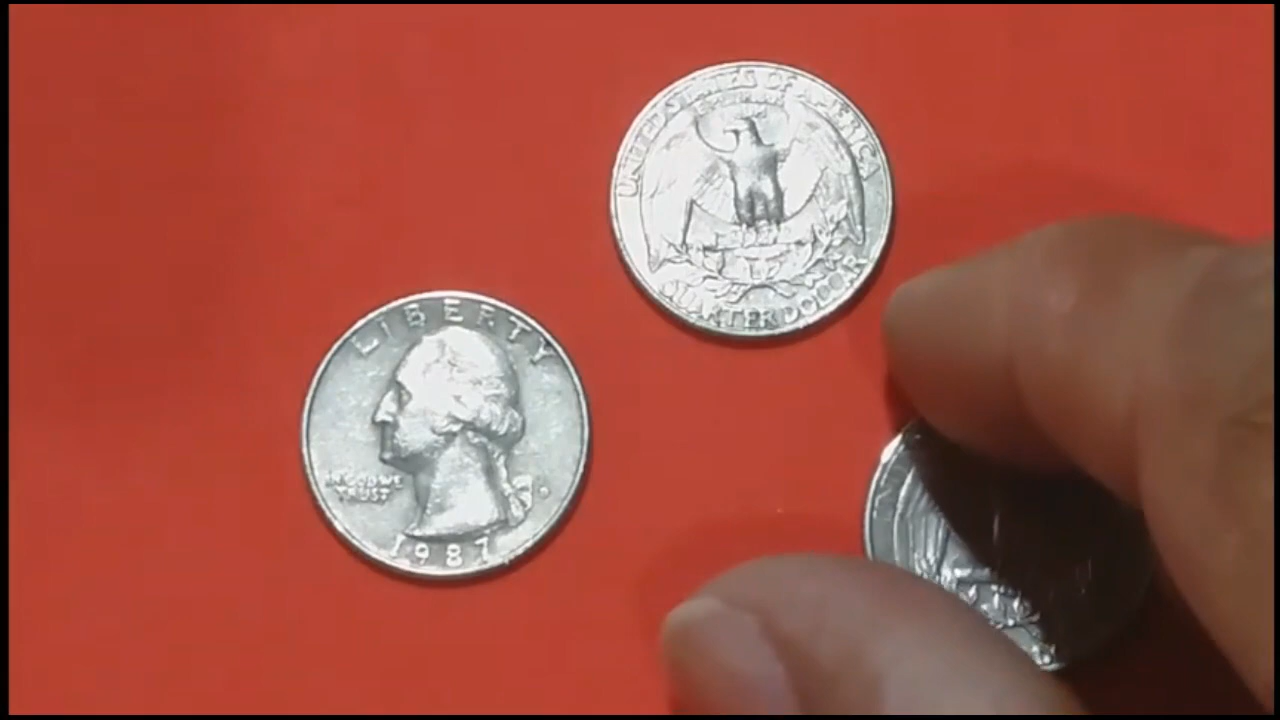 UNITED STATES OF AMERICA
QUARTER DOLLAR
LIBERTY
IN GOD WE
TRUST
1987